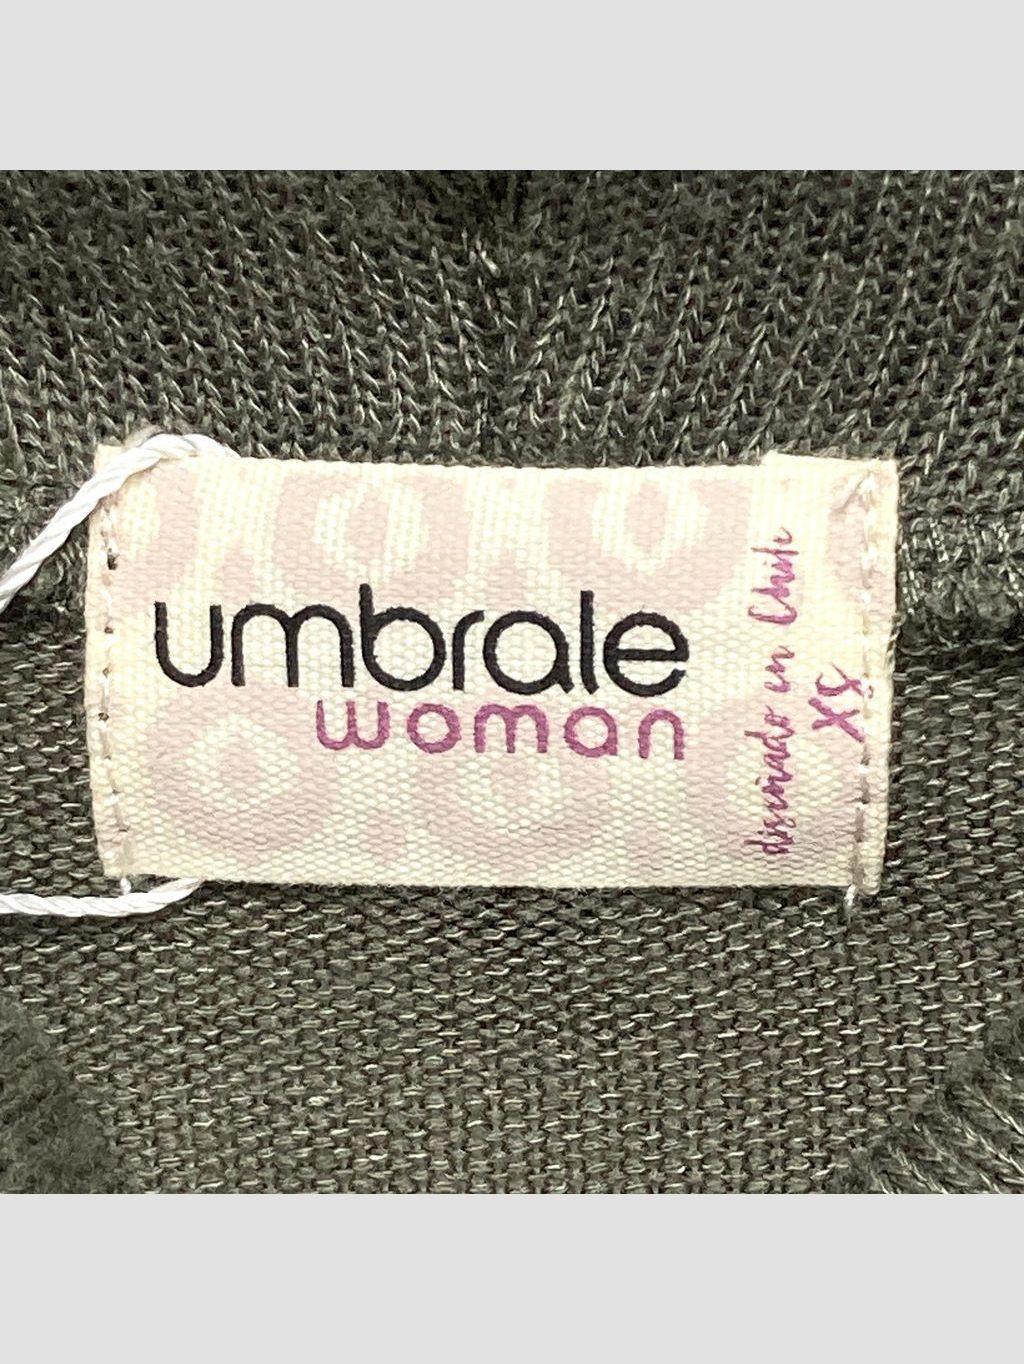 umbrale
woman
diseñado en Chile
XS